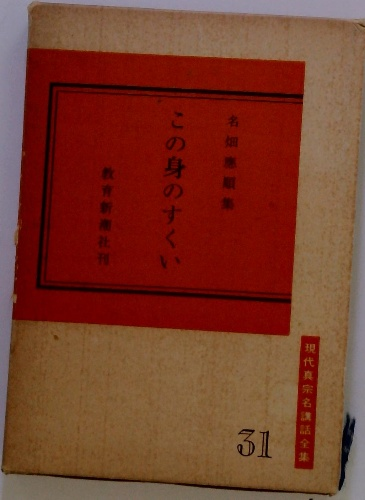 名畑應順集
この身のすくい
教育新潮社刊
現代真宗名講話全集
31